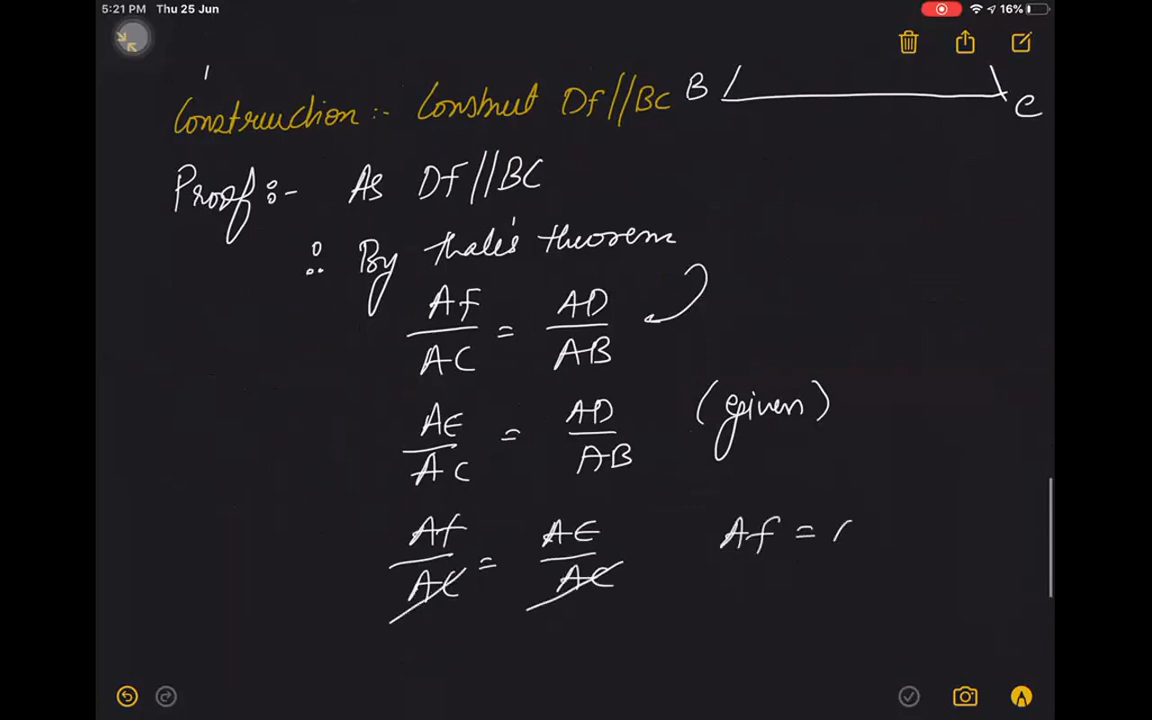 5:21 PM Thu 25 Jun 16%
Construction :- Construct Df//BC
B C
Proof :- As Df//BC
∴ By thale's theorem
Af/AC = AD/AB
AE/AC = AD/AB (given)
Af/AC = AE/AC Af =